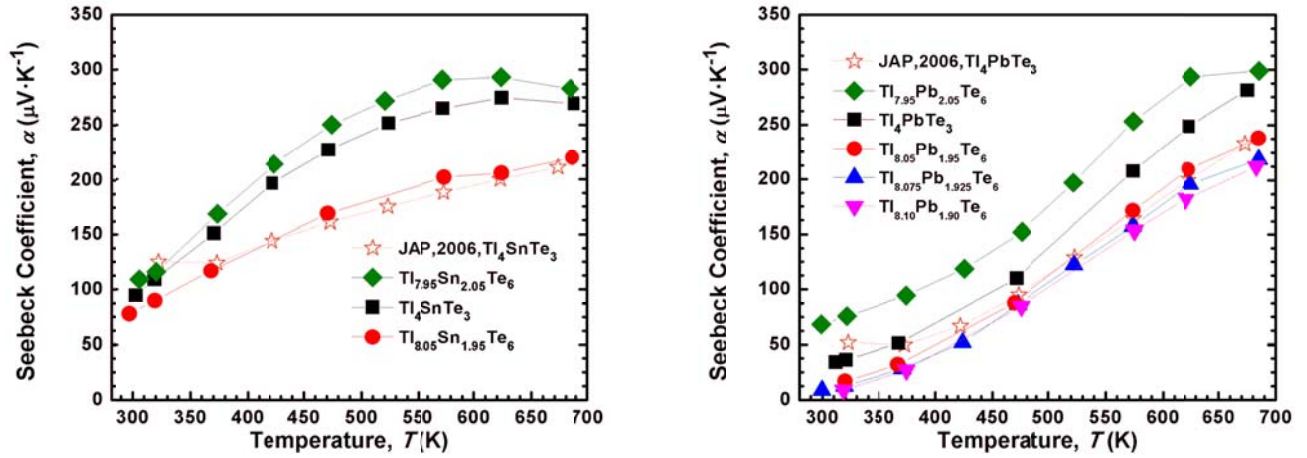 350
300
250
200
150
100
50
0
Seebeck Coefficient, α (μV·K⁻¹)
JAP,2006,Tl₄SnTe₃
Tl₇.₉₅Sn₂.₀₅Te₆
Tl₄SnTe₃
Tl₈.₀₅Sn₁.₉₅Te₆
300 350 400 450 500 550 600 650 700
Temperature, T (K)
350
300
250
200
150
100
50
0
Seebeck Coefficient, α (μV·K⁻¹)
JAP,2006,Tl₄PbTe₃
Tl₇.₉₅Pb₂.₀₅Te₆
Tl₄PbTe₃
Tl₈.₀₅Pb₁.₉₅Te₆
Tl₈.₀₇₅Pb₁.₉₂₅Te₆
Tl₈.₁₀Pb₁.₉₀Te₆
300 350 400 450 500 550 600 650 700
Temperature, T (K)